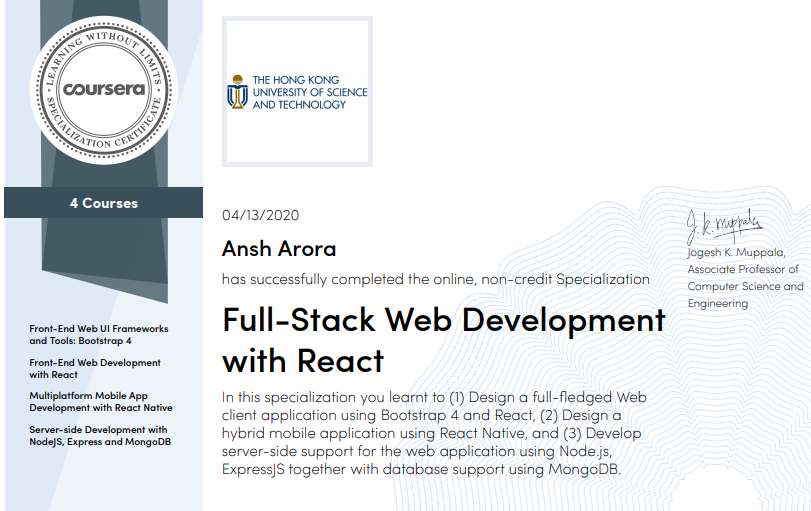 LEARNING WITHOUT LIMITS
coursera
SPECIALIZATION CERTIFICATE
4 Courses
Front-End Web UI Frameworks
and Tools: Bootstrap 4
Front-End Web Development
with React
Multiplatform Mobile App
Development with React Native
Server-side Development with
NodeJS, Express and MongoDB
THE HONG KONG
UNIVERSITY OF SCIENCE
AND TECHNOLOGY
04/13/2020
Ansh Arora
has successfully completed the online, non-credit Specialization
Full-Stack Web Development
with React
In this specialization you learnt to (1) Design a full-fledged Web
client application using Bootstrap 4 and React, (2) Design a
hybrid mobile application using React Native, and (3) Develop
server-side support for the web application using Node.js,
ExpressJS together with database support using MongoDB.
J.K. Muppala
Jogesh K. Muppala,
Associate Professor of
Computer Science and
Engineering